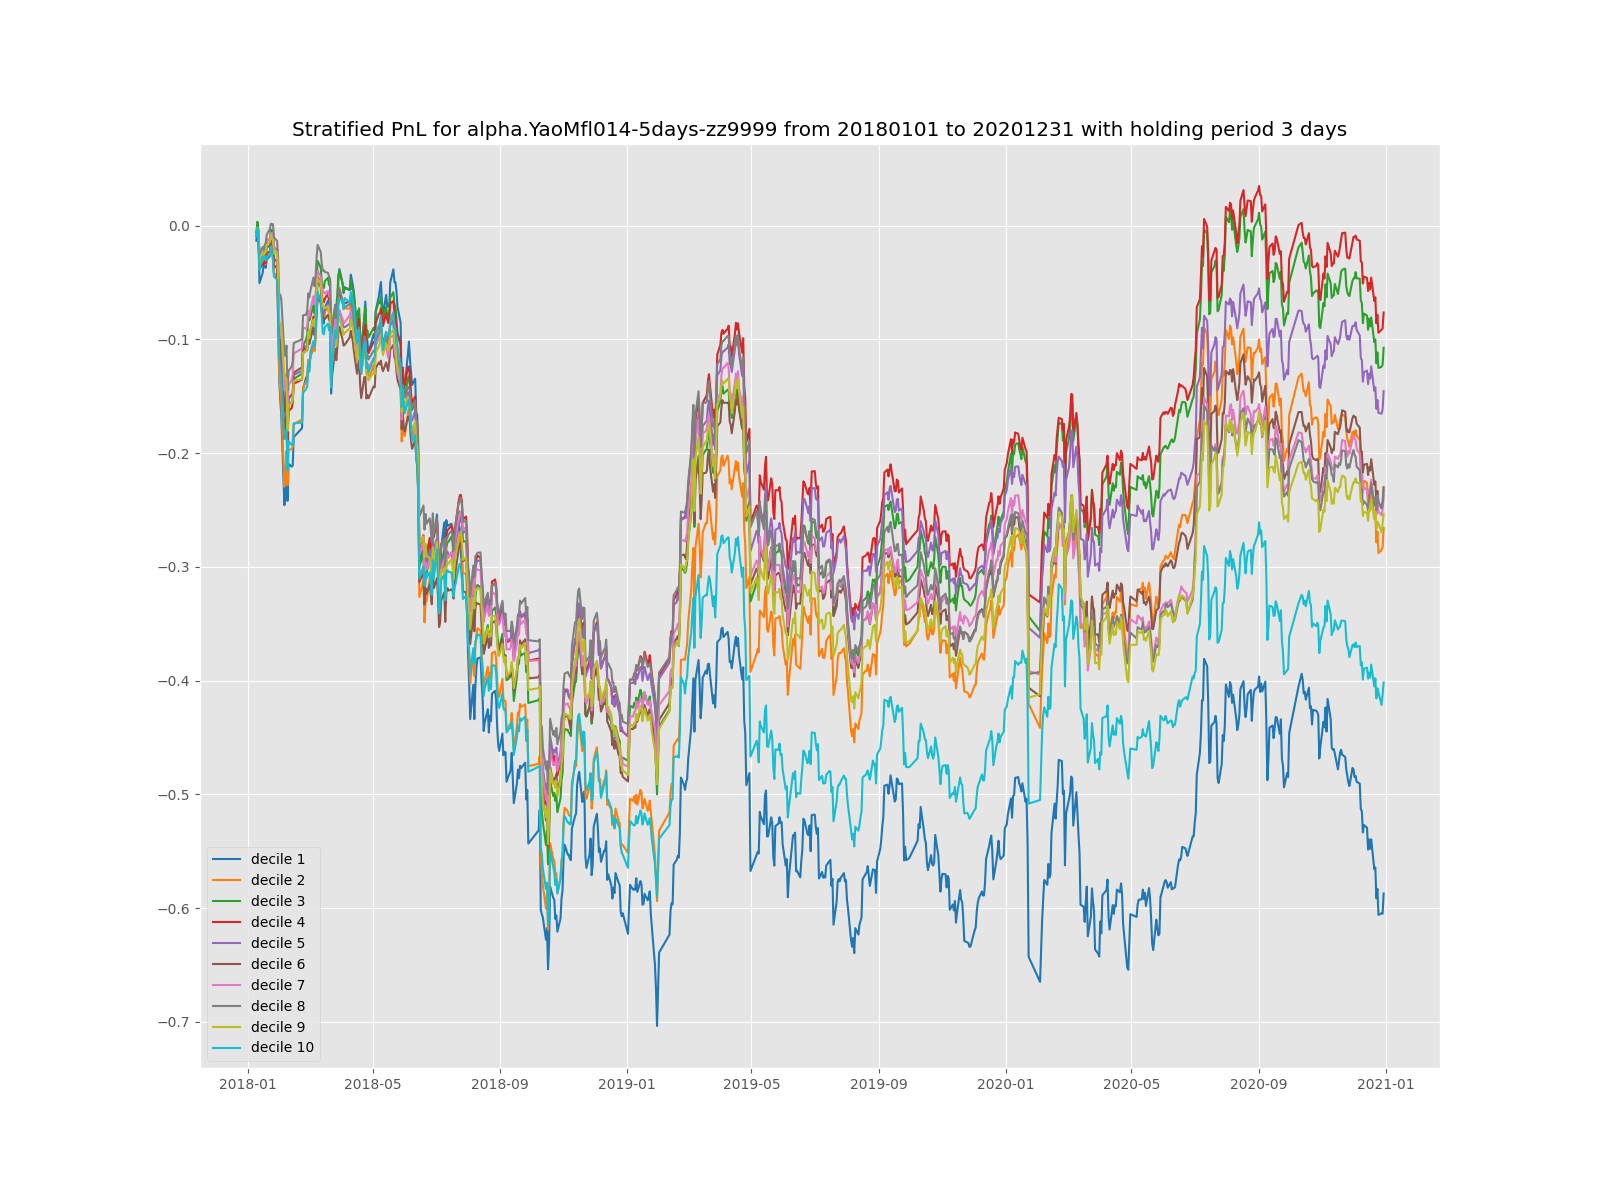 Stratified PnL for alpha.YaoMfl014-5days-zz9999 from 20180101 to 20201231 with holding period 3 days
0.0
−0.1
−0.2
−0.3
−0.4
−0.5
−0.6
−0.7
decile 1
decile 2
decile 3
decile 4
decile 5
decile 6
decile 7
decile 8
decile 9
decile 10
2018-01 2018-05 2018-09 2019-01 2019-05 2019-09 2020-01 2020-05 2020-09 2021-01